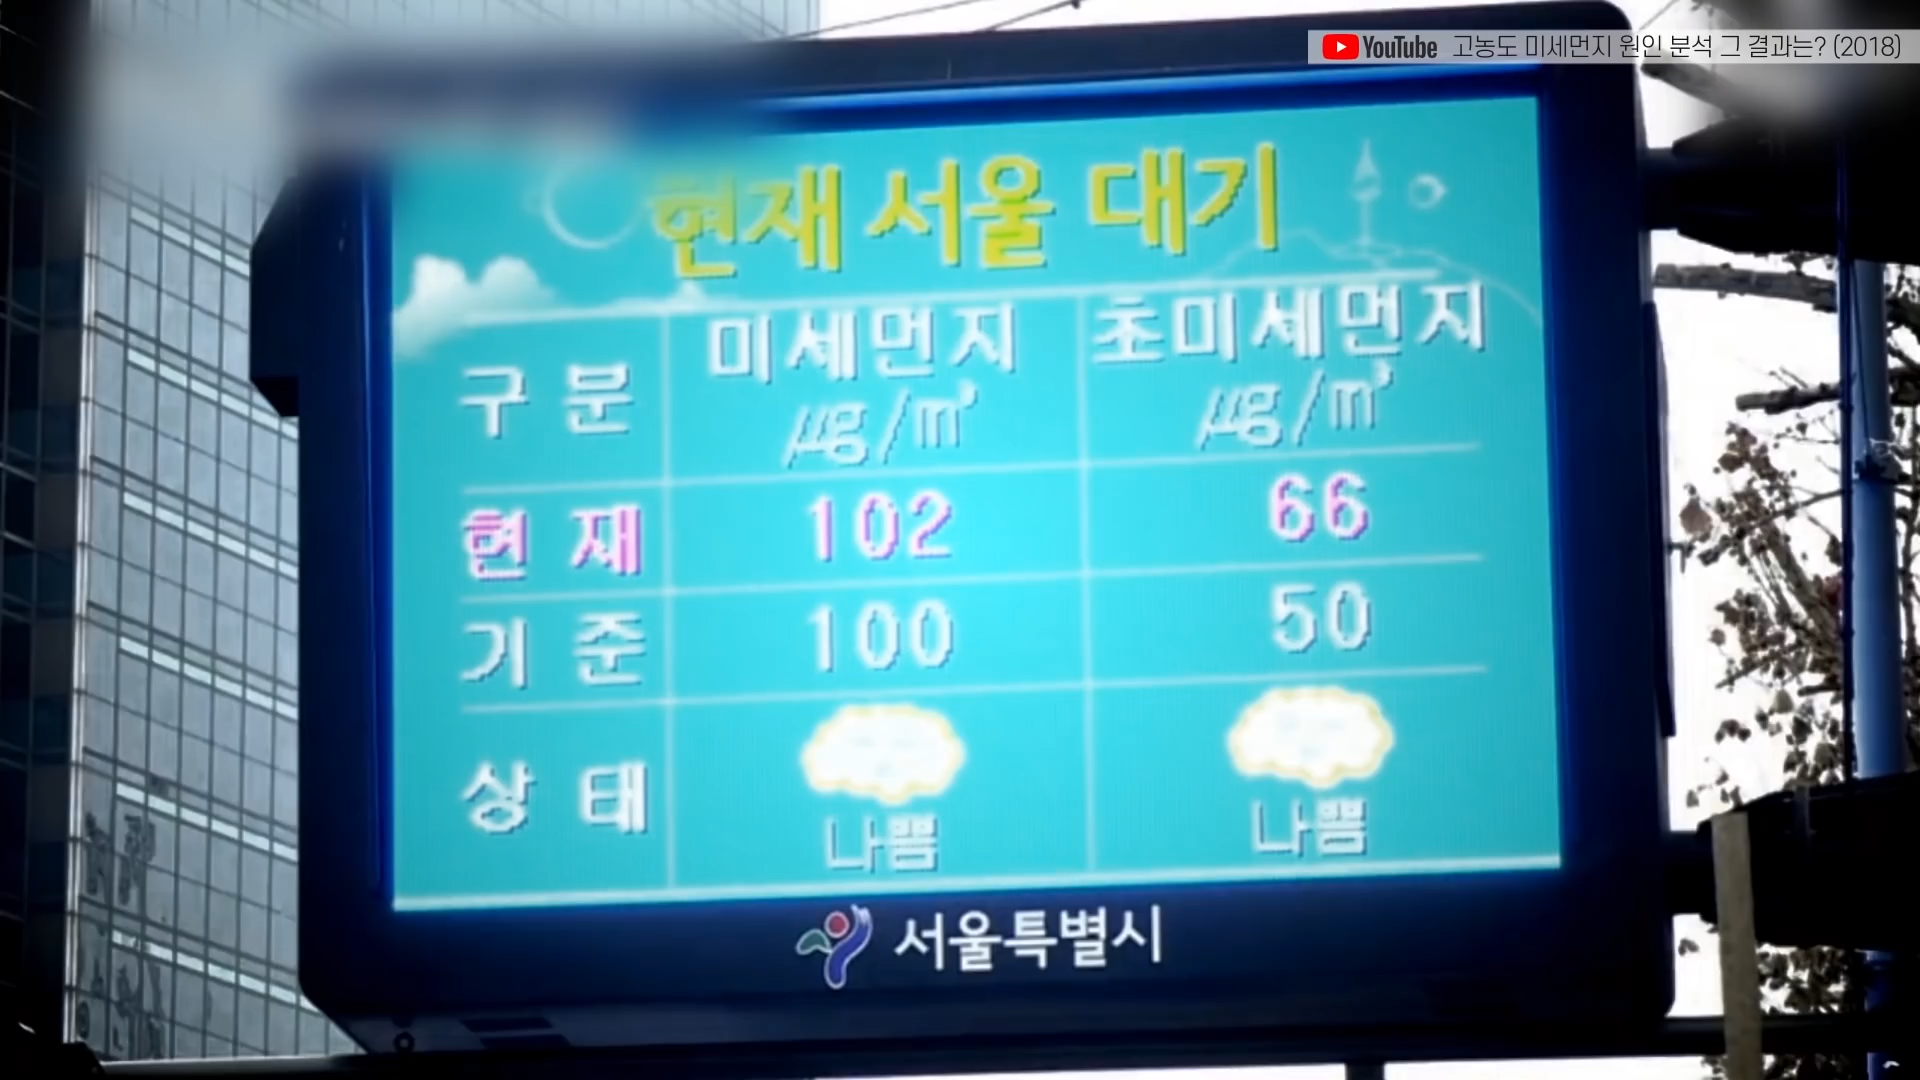 YouTube 고농도 미세먼지 원인 분석 그 결과는? (2018)
현재 서울 대기
구분 미세먼지 ㎍/㎥ 초미세먼지 ㎍/㎥
현재 102 66
기준 100 50
상태 나쁨 나쁨
서울특별시